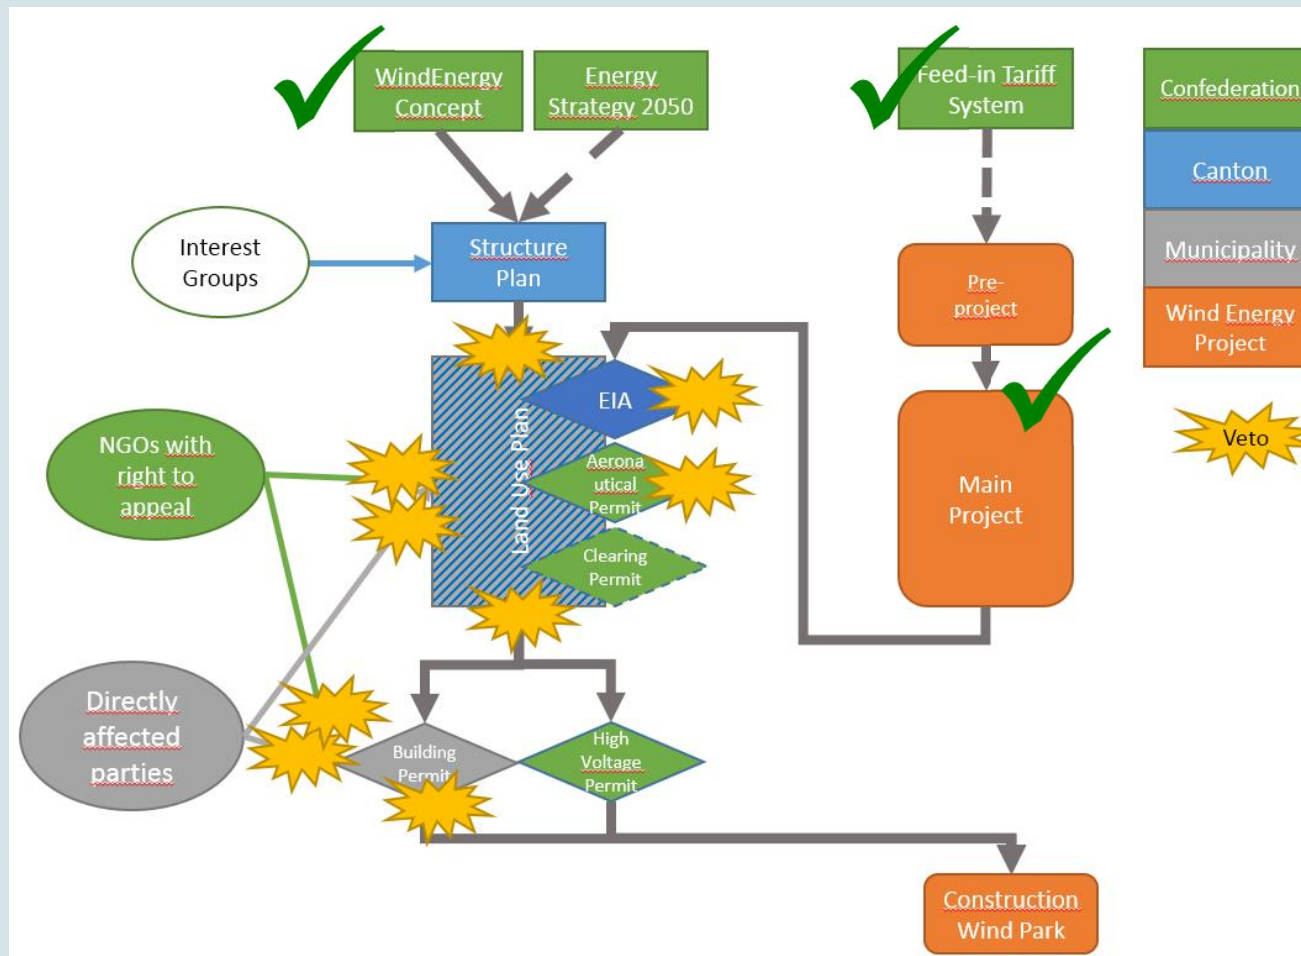 WindEnergy
Concept
Energy
Strategy 2050
Feed-in Tariff
System
Confederation
Canton
Municipality
Wind Energy
Project
Veto
Interest
Groups
Structure
Plan
Pre-
project
EIA
Land Use Plan
Aerona
utical
Permit
Clearing
Permit
Main
Project
NGOs with
right to
appeal
Directly
affected
parties
Building
Permit
High
Voltage
Permit
Construction
Wind Park